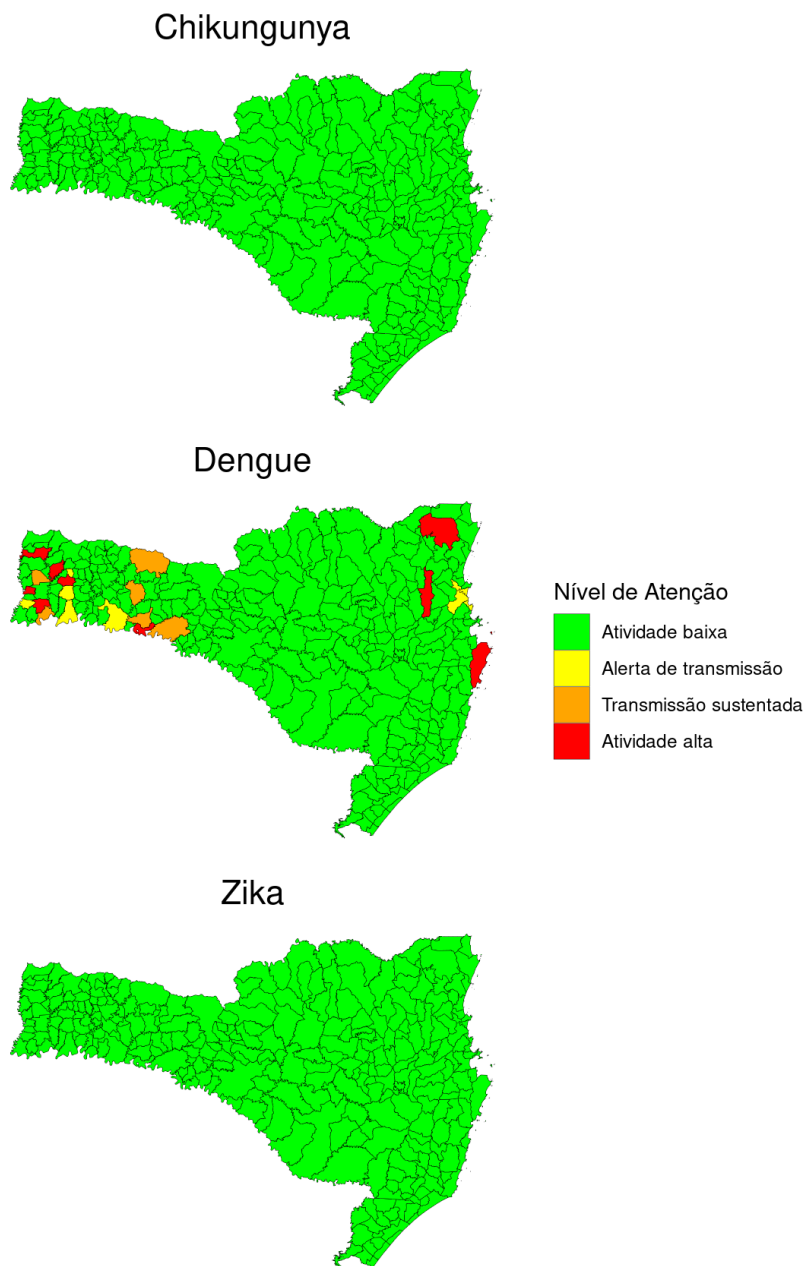 Chikungunya
Dengue
Nível de Atenção
Atividade baixa
Alerta de transmissão
Transmissão sustentada
Atividade alta
Zika